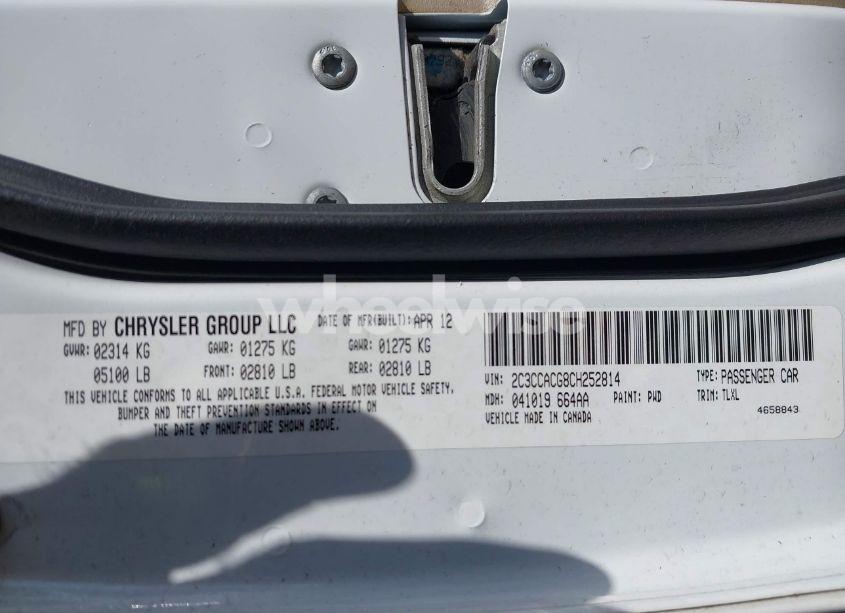 MFD BY CHRYSLER GROUP LLC DATE OF MFR(BUILT): APR 12
GVWR: 02314 KG GAWR: 01275 KG GAWR: 01275 KG
05100 LB FRONT: 02810 LB REAR: 02810 LB
THIS VEHICLE CONFORMS TO ALL APPLICABLE U.S.A. FEDERAL MOTOR VEHICLE SAFETY,
BUMPER AND THEFT PREVENTION STANDARDS IN EFFECT ON
THE DATE OF MANUFACTURE SHOWN ABOVE.
VIN: 2C3CCACG8CH252814 TYPE: PASSENGER CAR
MDH: 041019 664AA PAINT: PWD TRIM: TLXL
VEHICLE MADE IN CANADA 4658843
wheelwise